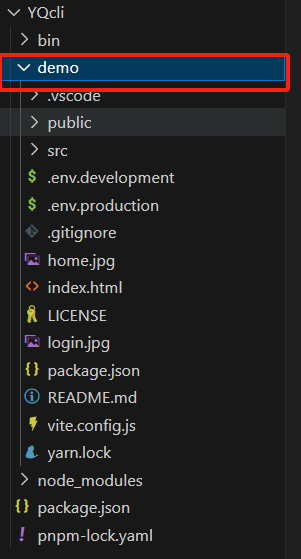 YQcli
bin
demo
.vscode
public
src
.env.development
.env.production
.gitignore
home.jpg
index.html
LICENSE
login.jpg
package.json
README.md
vite.config.js
yarn.lock
node_modules
package.json
pnpm-lock.yaml